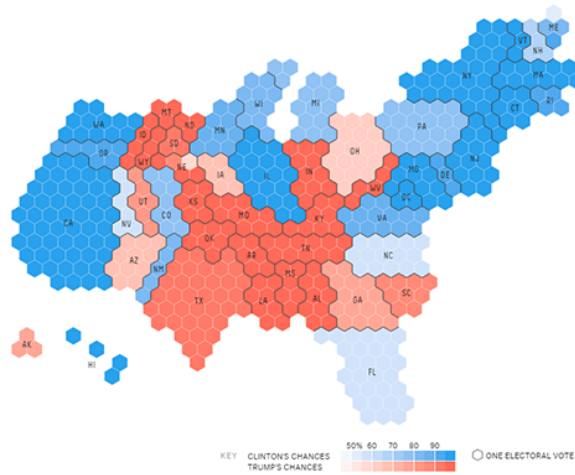 ME
VT
NH
NY
MA
WI
MI
CT
RI
MT
WA
ND
MN
PA
ID
OR
SD
OH
NJ
WY
NE
IA
IL
IN
MD
DE
WV
DC
CA
NV
UT
CO
KS
MO
KY
VA
OK
AR
TN
NC
AZ
NM
MS
TX
LA
AL
GA
SC
AK
HI
FL
50% 60 70 80 90
KEY CLINTON'S CHANCES
TRUMP'S CHANCES
ONE ELECTORAL VOTE